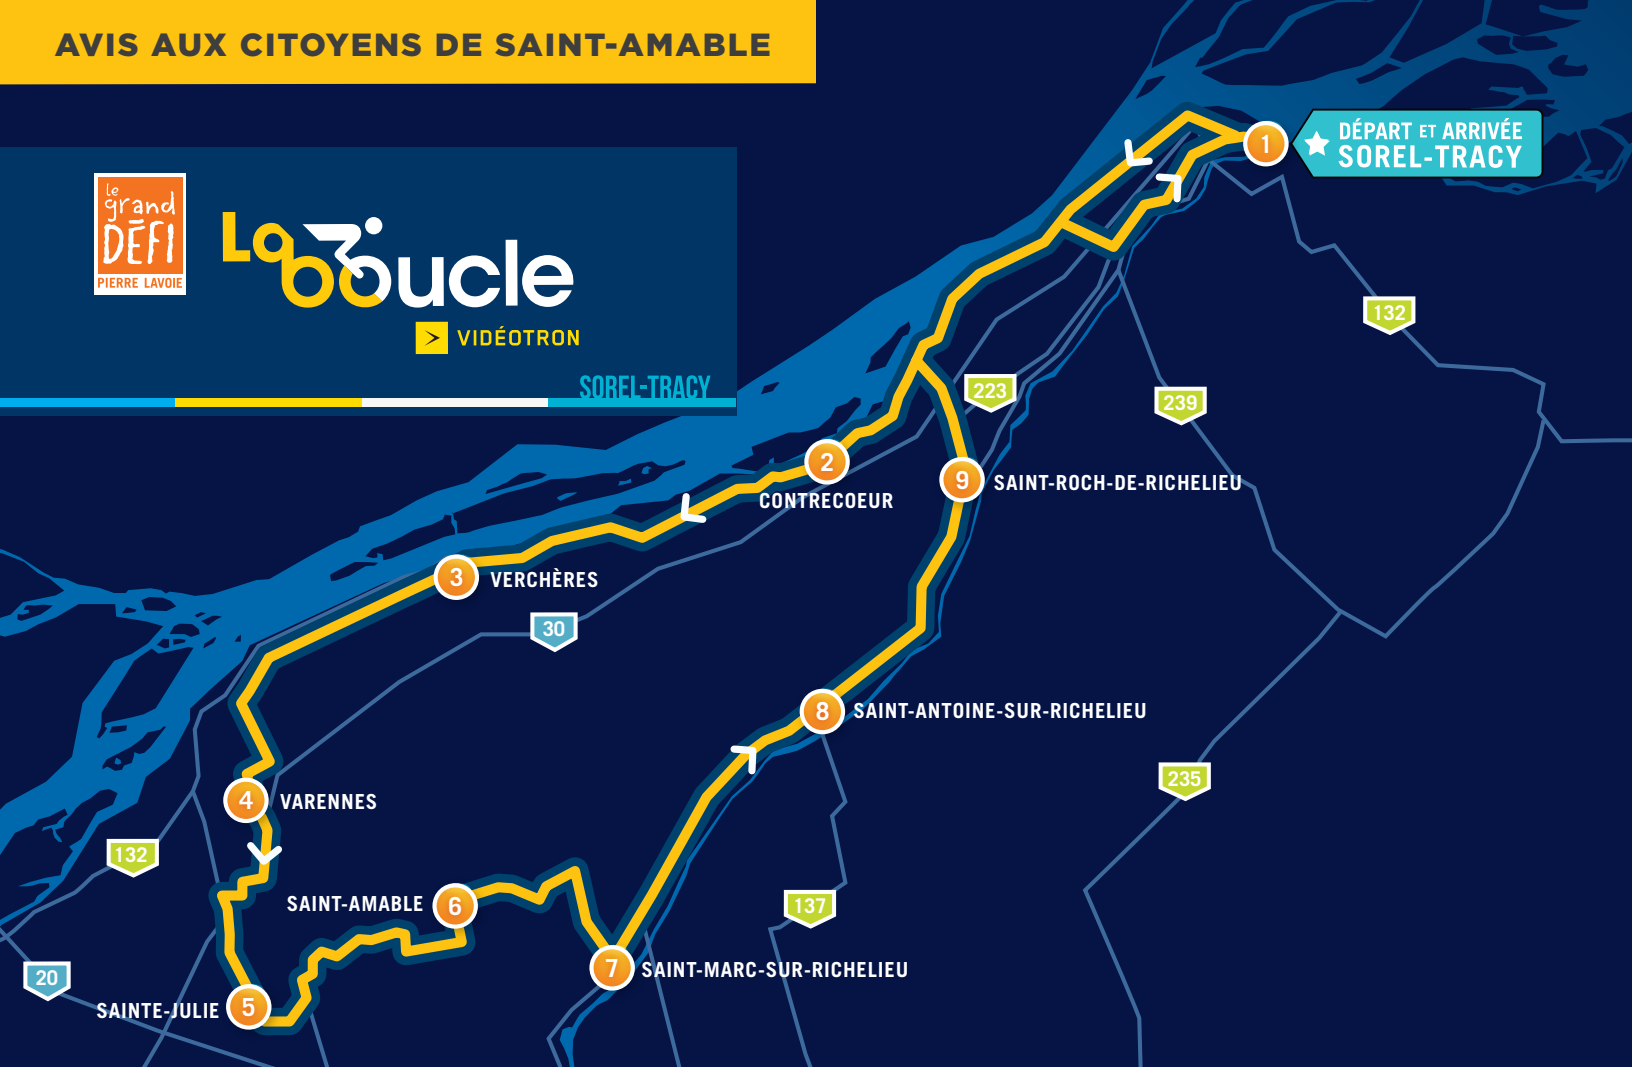 AVIS AUX CITOYENS DE SAINT-AMABLE
le
grand
DÉFI
PIERRE LAVOIE
La
boucle
VIDÉOTRON
SOREL-TRACY
1
DÉPART ET ARRIVÉE
SOREL-TRACY
132
223
239
2
CONTRECOEUR
9
SAINT-ROCH-DE-RICHELIEU
3
VERCHÈRES
30
8
SAINT-ANTOINE-SUR-RICHELIEU
235
4
VARENNES
132
SAINT-AMABLE
6
137
7
SAINT-MARC-SUR-RICHELIEU
20
SAINTE-JULIE
5